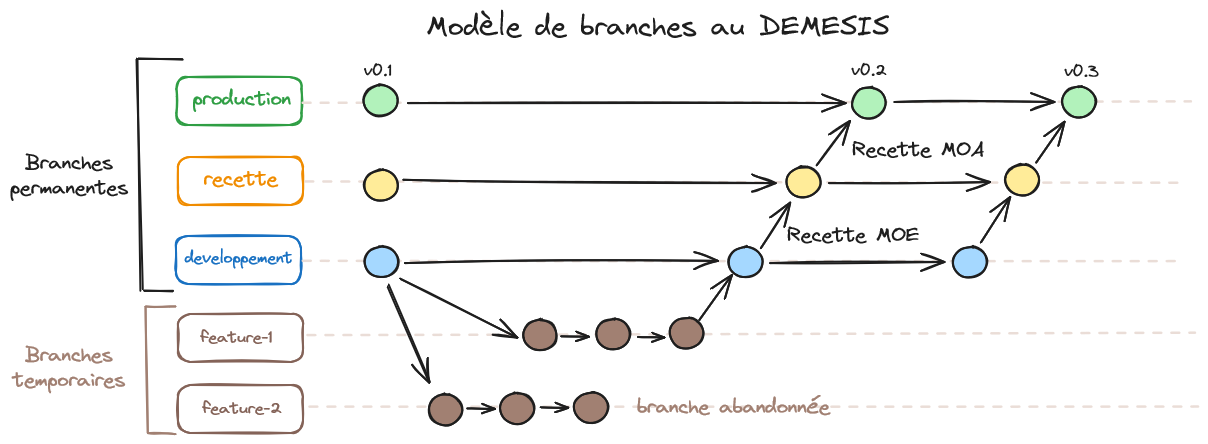 Modèle de branches au DEMESIS
v0.1
v0.2
v0.3
production
Recette MOA
Branches
permanentes
recette
Recette MOE
developpement
feature-1
Branches
temporaires
feature-2
branche abandonnée